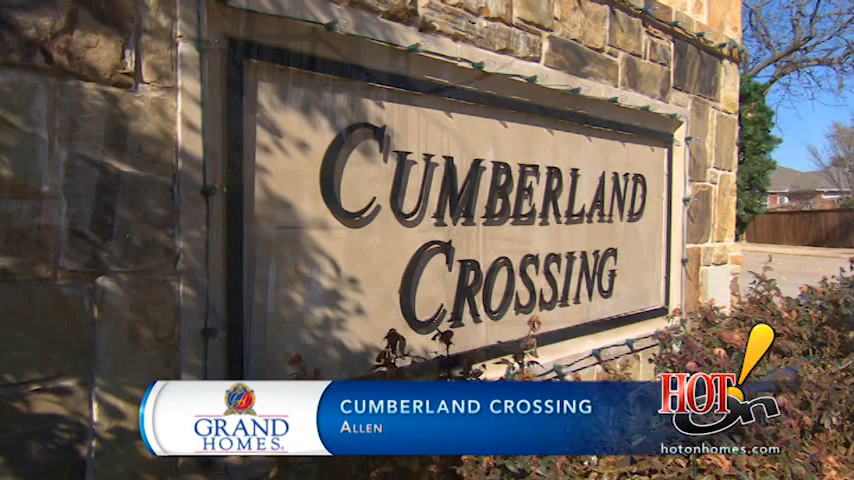 CUMBERLAND
CROSSING
GRAND
HOMES
CUMBERLAND CROSSING
ALLEN
HOT
On!
hotonhomes.com